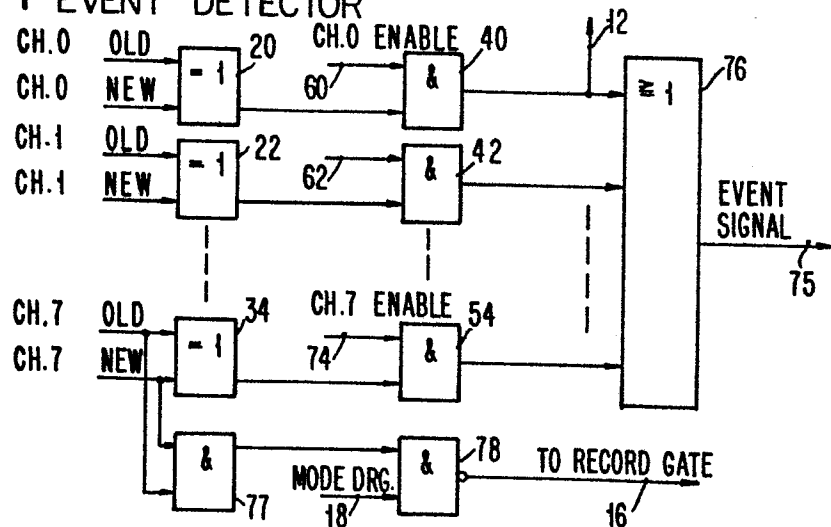 EVENT DETECTOR
CH.0 OLD = 1 20 CH.0 ENABLE 40 12
CH.0 NEW 60 & ≥ 1 76
CH.1 OLD = 1 22 62 & 42
CH.1 NEW
EVENT
SIGNAL
75
CH.7 OLD = 1 34 CH.7 ENABLE 54
CH.7 NEW 74 &
& 77 MODE DRG. 18 & 78 TO RECORD GATE
16